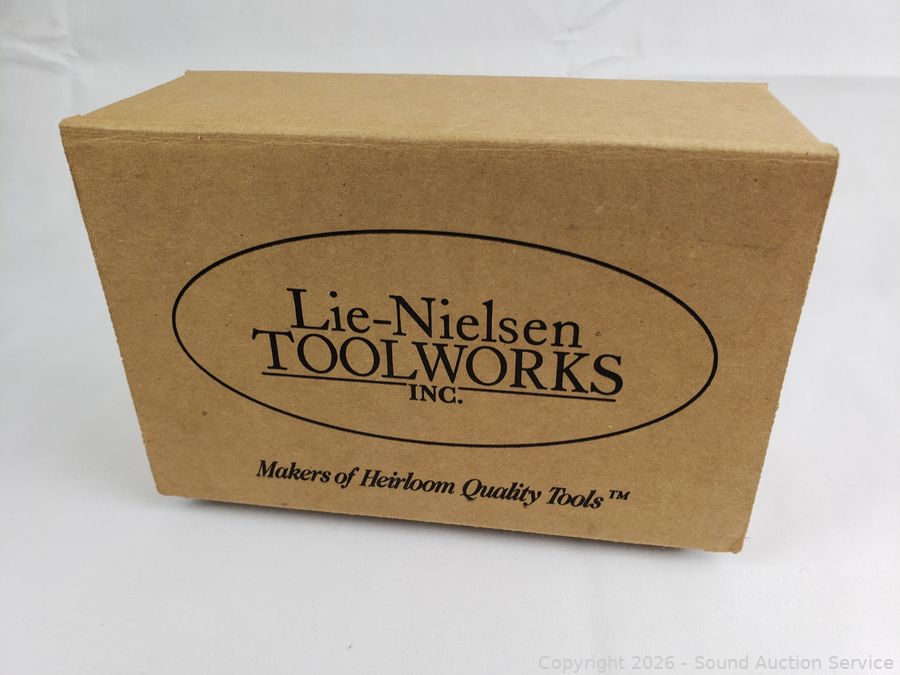 Lie-Nielsen
TOOLWORKS
INC.
Makers of Heirloom Quality Tools™
Copyright 2026 - Sound Auction Service